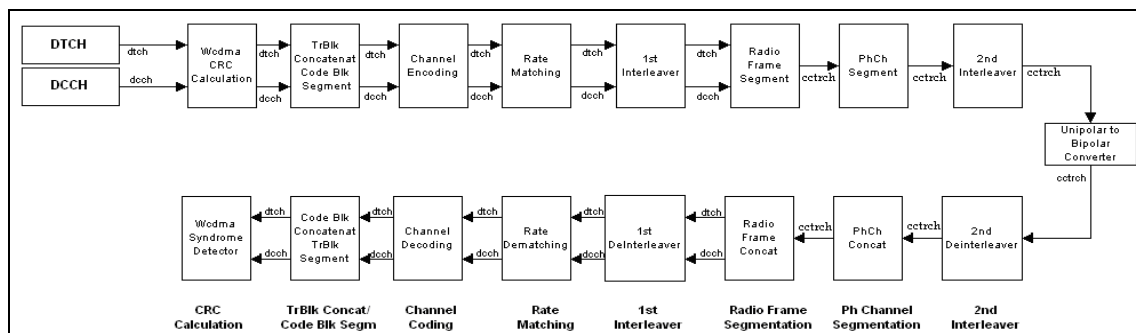 DTCH
DCCH
dtch
dcch
Wcdma
CRC
Calculation
dtch
dcch
TrBlk
Concatenat
Code Blk
Segment
dtch
dcch
Channel
Encoding
dtch
dcch
Rate
Matching
dtch
dcch
1st
Interleaver
dtch
dcch
Radio
Frame
Segment
cctrch
PhCh
Segment
cctrch
2nd
Interleaver
cctrch
Unipolar to
Bipolar
Converter
cctrch
Wcdma
Syndrome
Detector
dtch
dcch
Code Blk
Concatenat
TrBlk
Segment
dtch
dcch
Channel
Decoding
dtch
dcch
Rate
Dematching
dtch
dcch
1st
DeInterleaver
dtch
dcch
Radio
Frame
Concat
cctrch
PhCh
Concat
cctrch
2nd
Deinterleaver
CRC
Calculation
TrBlk Concat/
Code Blk Segm
Channel
Coding
Rate
Matching
1st
Interleaver
Radio Frame
Segmentation
Ph Channel
Segmentation
2nd
Interleaver